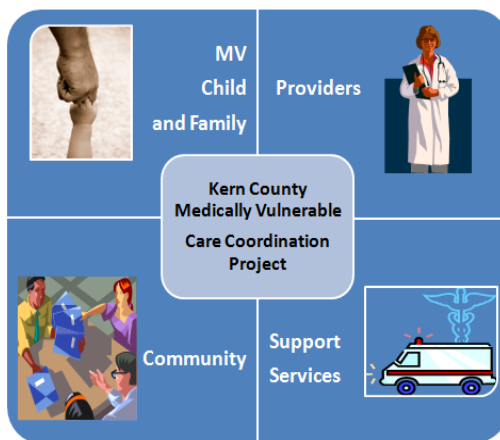 MV
Child
and Family
Providers
Kern County
Medically Vulnerable
Care Coordination
Project
Community
Support
Services